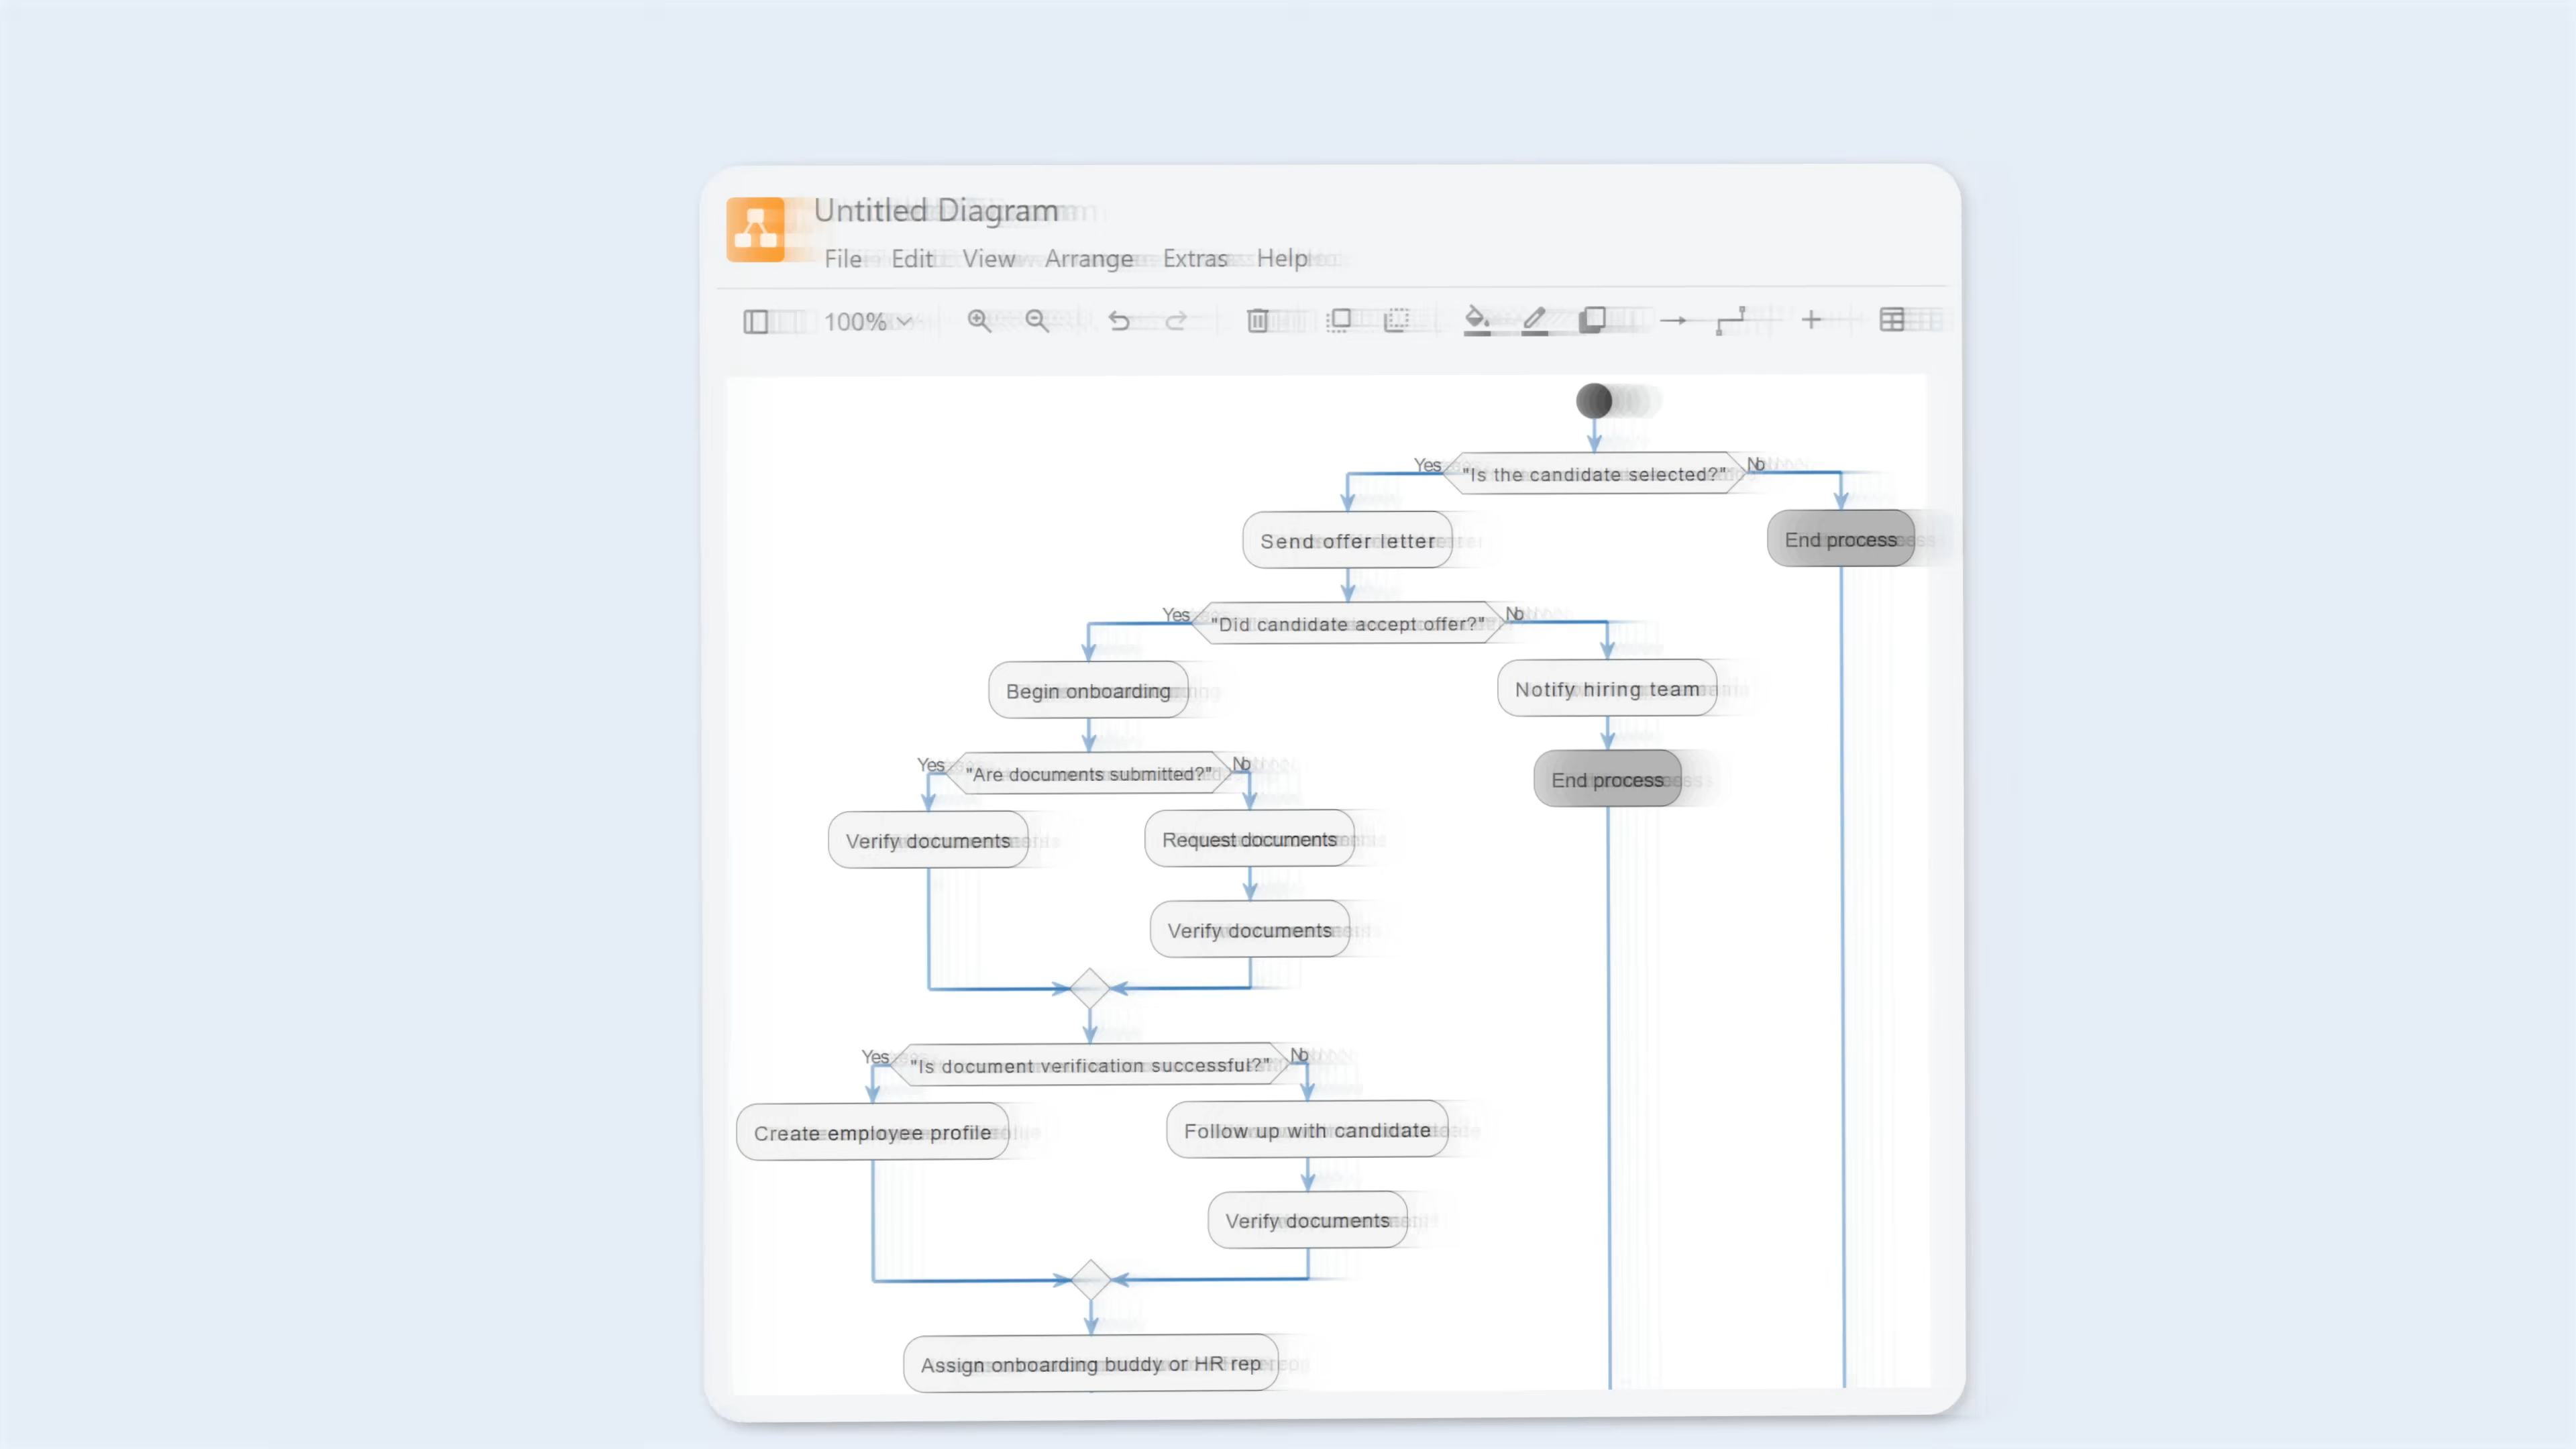 Untitled Diagram
File Edit View Arrange Extras Help
100%
Yes "Is the candidate selected?" No
Send offer letter End process
Yes "Did candidate accept offer?" No
Begin onboarding Notify hiring team
Yes "Are documents submitted?" No End process
Verify documents Request documents
Verify documents
Yes "Is document verification successful?" No
Create employee profile Follow up with candidate
Verify documents
Assign onboarding buddy or HR rep